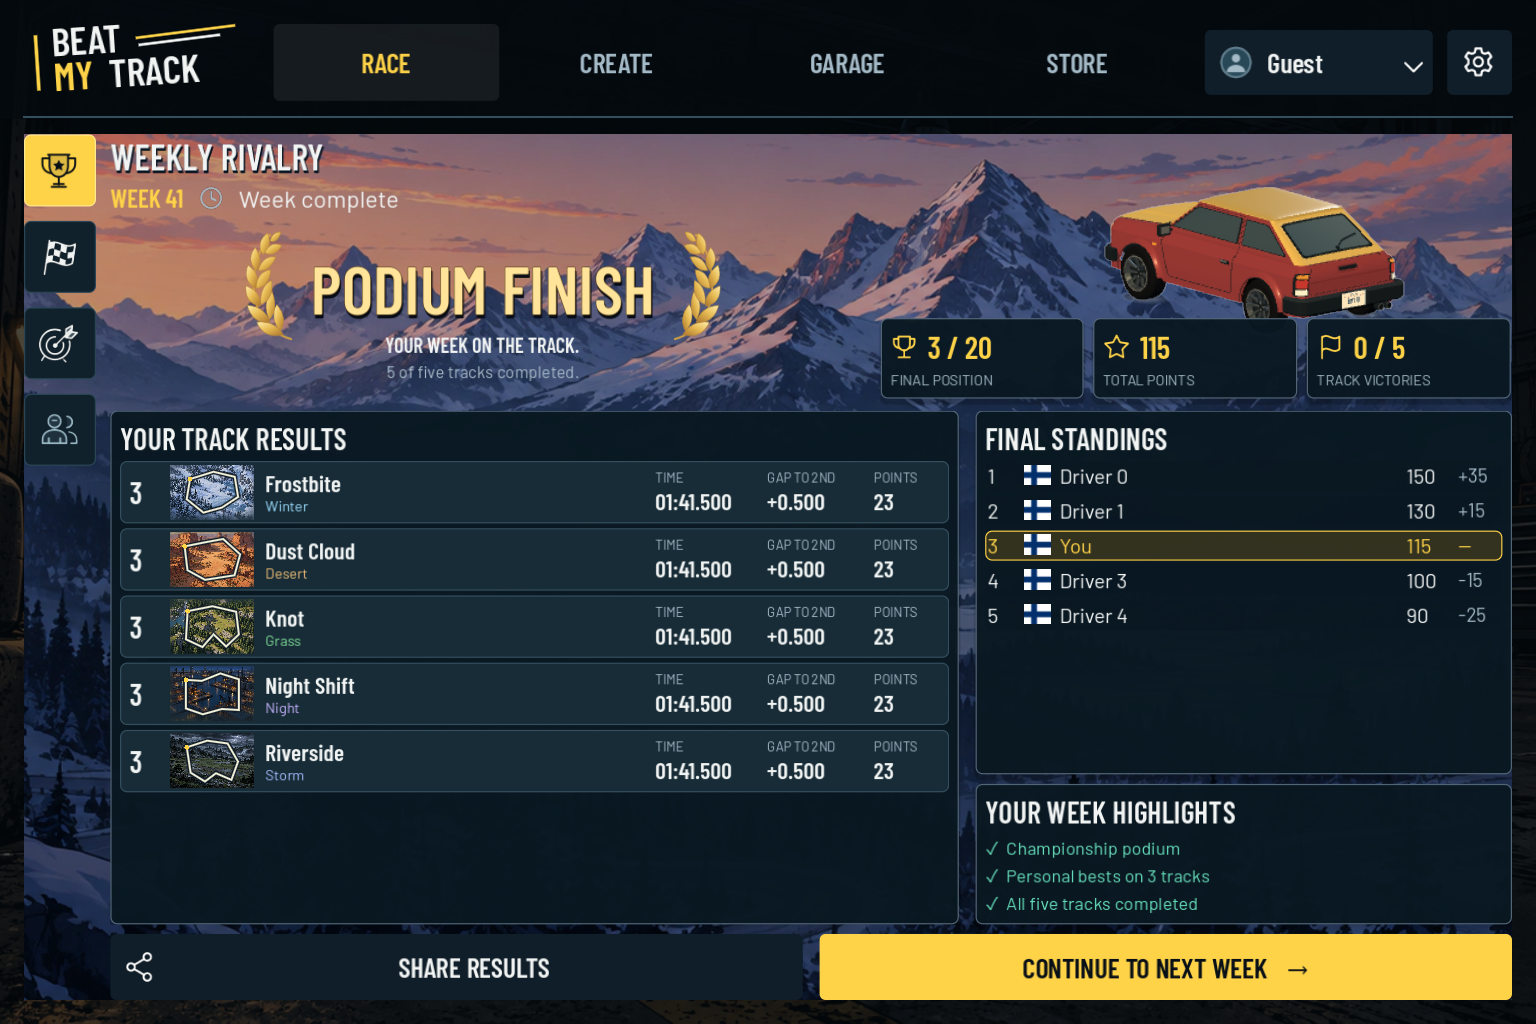 BEAT
MY TRACK
RACE
CREATE
GARAGE
STORE
Guest
WEEKLY RIVALRY
WEEK 41 Week complete
PODIUM FINISH
YOUR WEEK ON THE TRACK.
5 of five tracks completed.
3 / 20
FINAL POSITION
115
TOTAL POINTS
0 / 5
TRACK VICTORIES
YOUR TRACK RESULTS
3 Frostbite Winter TIME 01:41.500 GAP TO 2ND +0.500 POINTS 23
3 Dust Cloud Desert TIME 01:41.500 GAP TO 2ND +0.500 POINTS 23
3 Knot Grass TIME 01:41.500 GAP TO 2ND +0.500 POINTS 23
3 Night Shift Night TIME 01:41.500 GAP TO 2ND +0.500 POINTS 23
3 Riverside Storm TIME 01:41.500 GAP TO 2ND +0.500 POINTS 23
FINAL STANDINGS
1 Driver 0 150 +35
2 Driver 1 130 +15
3 You 115 –
4 Driver 3 100 -15
5 Driver 4 90 -25
YOUR WEEK HIGHLIGHTS
✓ Championship podium
✓ Personal bests on 3 tracks
✓ All five tracks completed
SHARE RESULTS
CONTINUE TO NEXT WEEK →